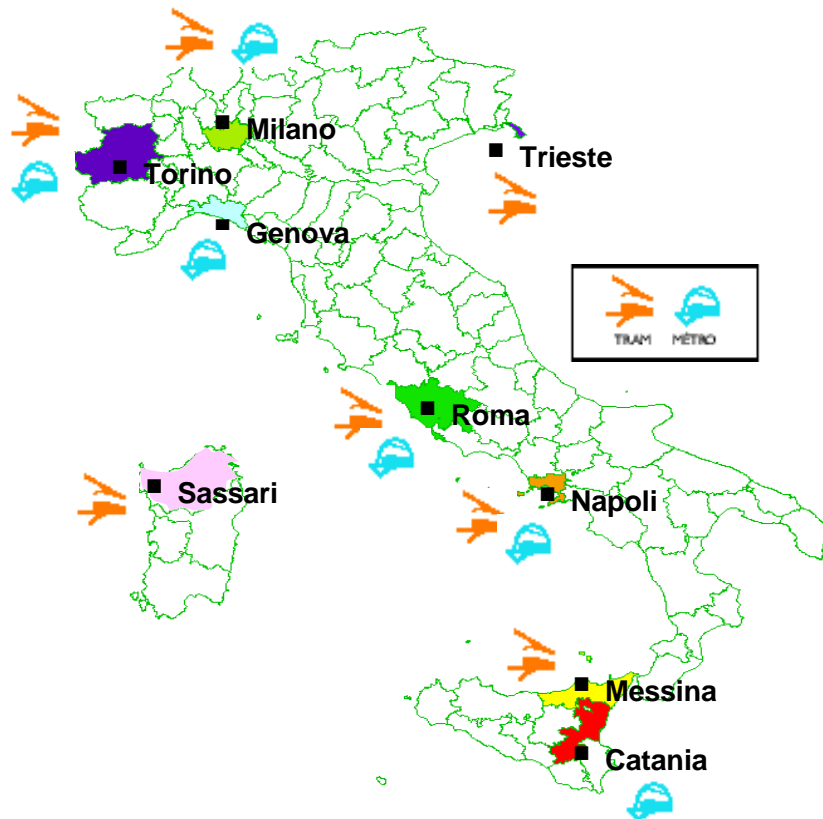 Milano
Trieste
Torino
Genova
TRAM MÉTRO
Roma
Sassari
Napoli
Messina
Catania